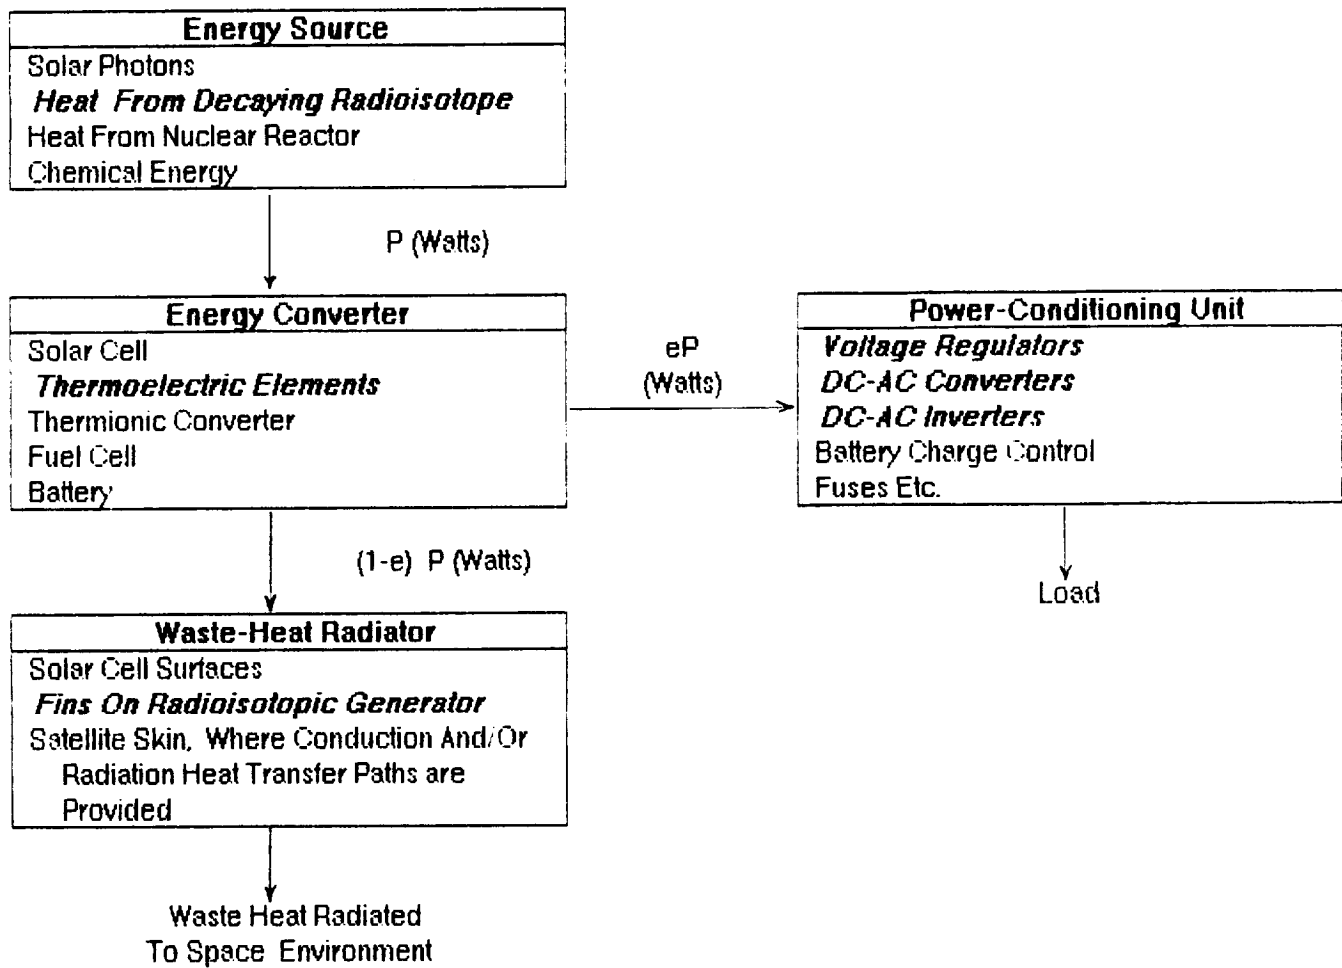 Energy Source
Solar Photons
Heat From Decaying Radioisotope
Heat From Nuclear Reactor
Chemical Energy
P (Watts)
Energy Converter
Solar Cell
Thermoelectric Elements
Thermionic Converter
Fuel Cell
Battery
eP
(Watts)
Power-Conditioning Unit
Voltage Regulators
DC-AC Converters
DC-AC Inverters
Battery Charge Control
Fuses Etc.
Load
(1-e) P (Watts)
Waste-Heat Radiator
Solar Cell Surfaces
Fins On Radioisotopic Generator
Satellite Skin, Where Conduction And/Or
Radiation Heat Transfer Paths are
Provided
Waste Heat Radiated
To Space Environment